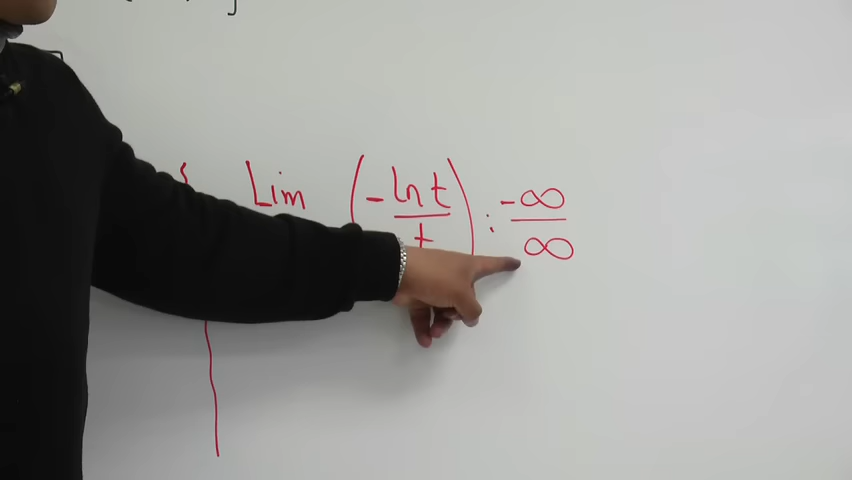 Lim (-ln t / t) : -∞ / ∞